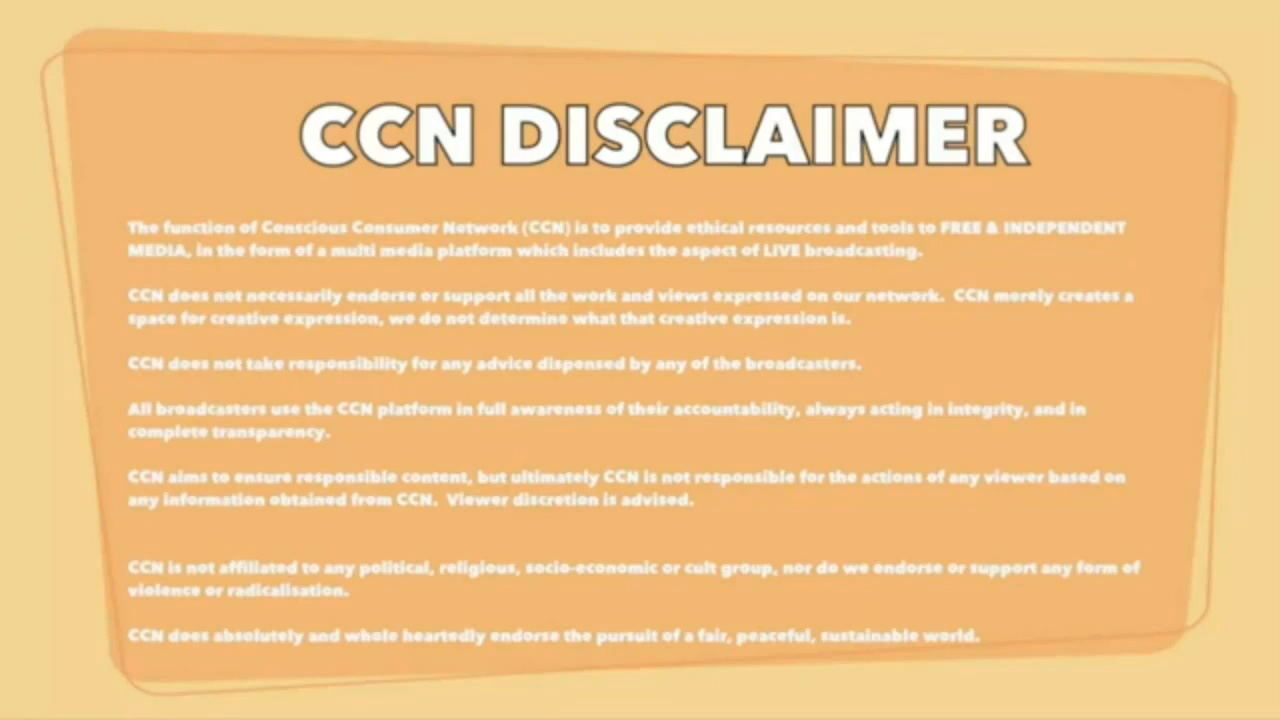 CCN DISCLAIMER
The function of Conscious Consumer Network (CCN) is to provide ethical resources and tools to FREE & INDEPENDENT
MEDIA, in the form of a multi media platform which includes the aspect of LIVE broadcasting.
CCN does not necessarily endorse or support all the work and views expressed on our network.  CCN merely creates a
space for creative expression, we do not determine what that creative expression is.
CCN does not take responsibility for any advice dispensed by any of the broadcasters.
All broadcasters use the CCN platform in full awareness of their accountability, always acting in integrity, and in
complete transparency.
CCN aims to ensure responsible content, but ultimately CCN is not responsible for the actions of any viewer based on
any information obtained from CCN.  Viewer discretion is advised.
CCN is not affiliated to any political, religious, socio-economic or cult group, nor do we endorse or support any form of
violence or radicalisation.
CCN does absolutely and whole heartedly endorse the pursuit of a fair, peaceful, sustainable world.